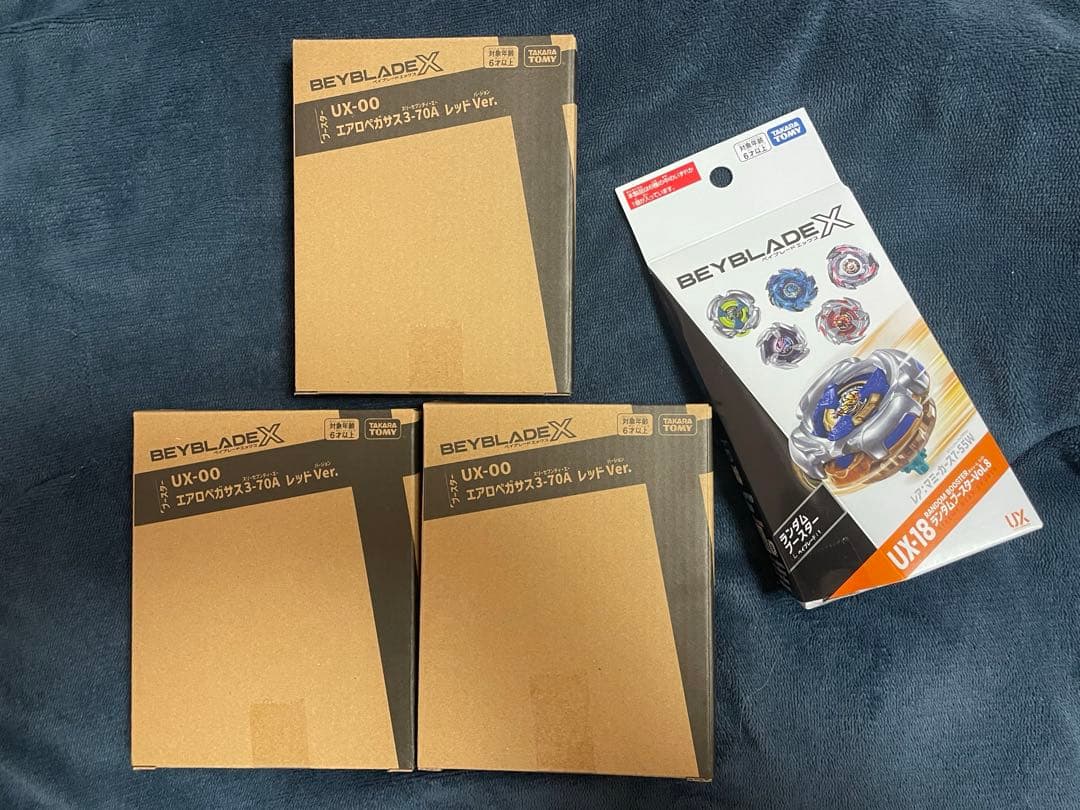 BEYBLADE X
ベイブレードエックス
対象年齢
6才以上
TAKARA
TOMY
ブースター
UX-00
スリーセブンティーエー
バージョン
エアロペガサス3-70A レッドVer.
対象年齢
6才以上
TAKARA
TOMY
BEYBLADE X
ベイブレードエックス
UX-18
RANDOM BOOSTER
ランダムブースターVol.8
ランダム
ブースター
UX
BEYBLADE X
ベイブレードエックス
対象年齢
6才以上
TAKARA
TOMY
ブースター
UX-00
スリーセブンティーエー
バージョン
エアロペガサス3-70A レッドVer.
BEYBLADE X
ベイブレードエックス
対象年齢
6才以上
TAKARA
TOMY
ブースター
UX-00
スリーセブンティーエー
バージョン
エアロペガサス3-70A レッドVer.